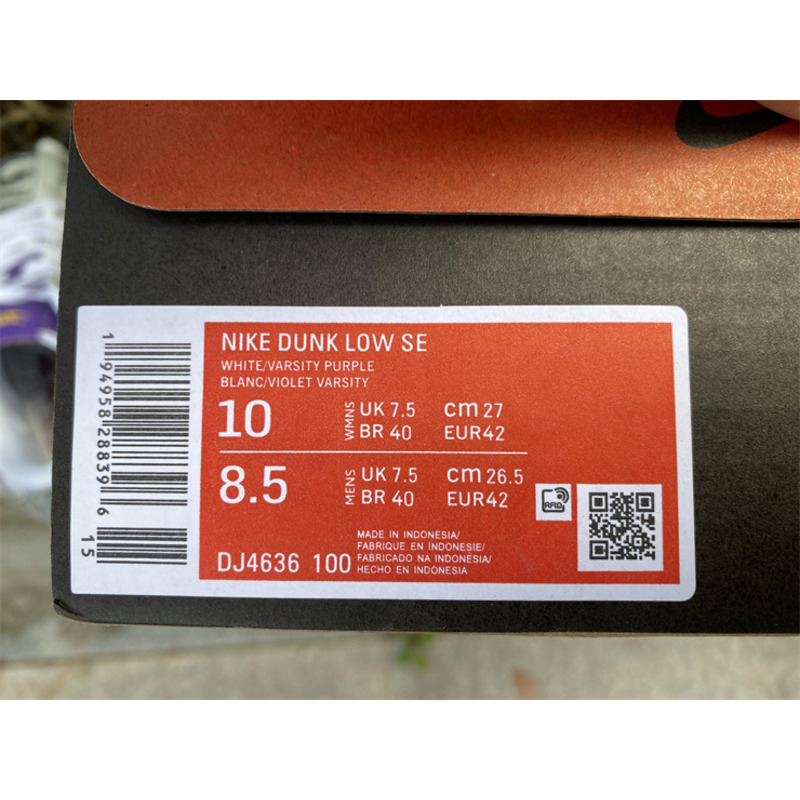 NIKE DUNK LOW SE
WHITE/VARSITY PURPLE
BLANC/VIOLET VARSITY
10 WMNS UK 7.5 cm 27
BR 40 EUR42
8.5 MENS UK 7.5 cm 26.5
BR 40 EUR42
RFID
DJ4636 100
MADE IN INDONESIA/
FABRIQUE EN INDONESIE/
FABRICADO NA INDONESIA/
HECHO EN INDONESIA
1 94958 28839 6
15